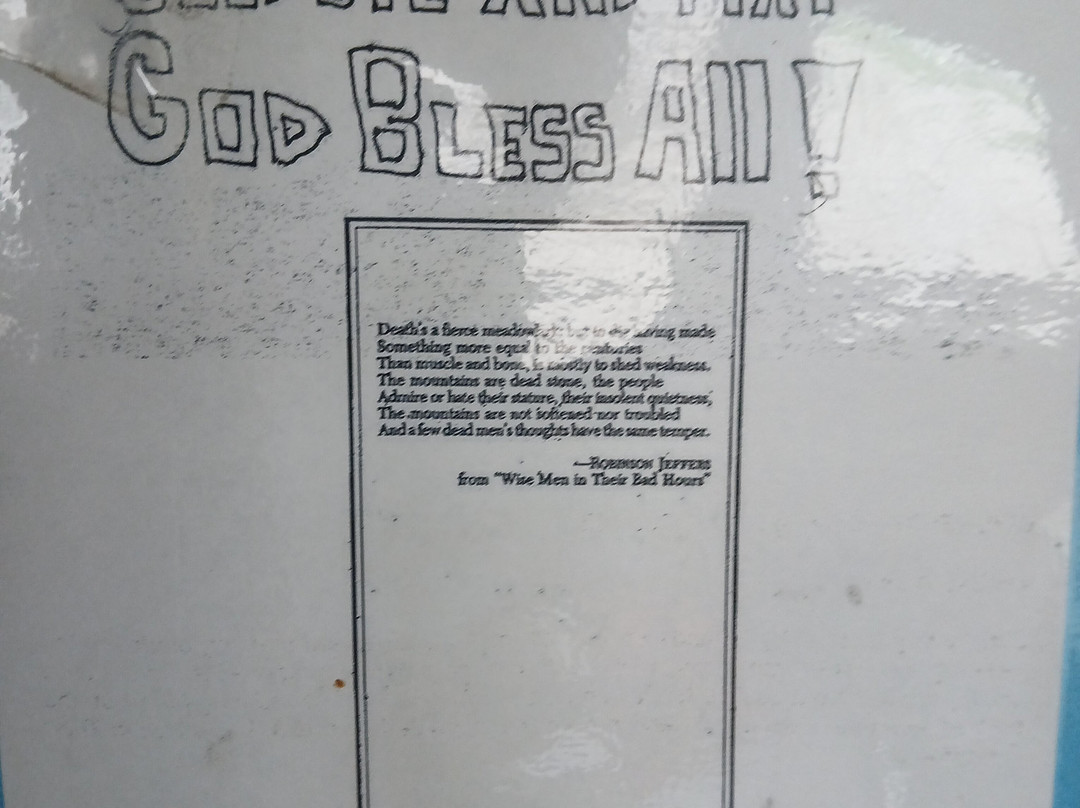 AND MAY
GOD BLESS All!
Death's a fierce meadowlark: but to die having made
Something more equal to the centuries
Than muscle and bone, is mostly to shed weakness.
The mountains are dead stone, the people
Admire or hate their stature, their insolent quietness,
The mountains are not softened nor troubled
And a few dead men's thoughts have the same temper.
—ROBINSON JEFFERS
from "Wise Men in Their Bad Hours"